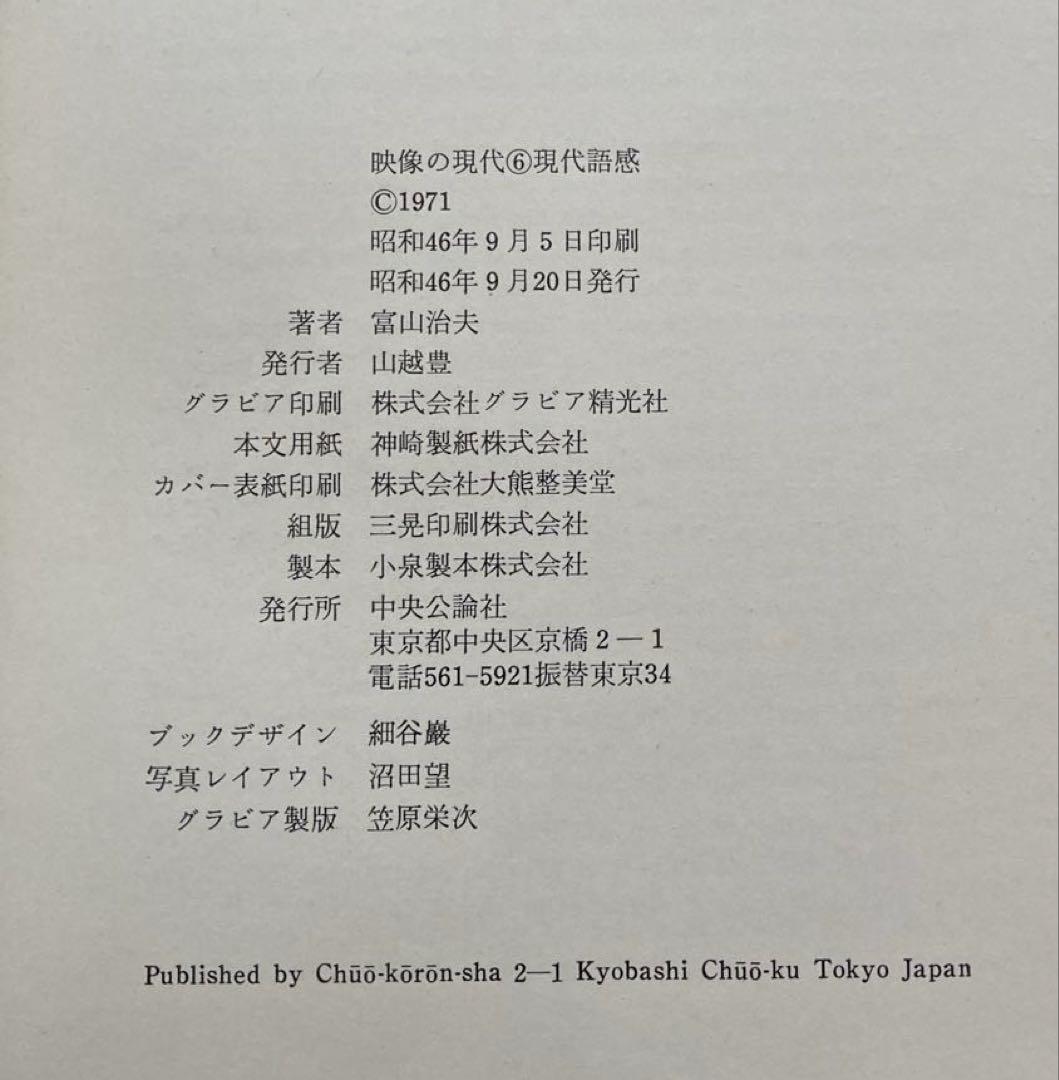 映像の現代⑥現代語感
©1971
昭和46年9月5日印刷
昭和46年9月20日発行
著者 富山治夫
発行者 山越豊
グラビア印刷 株式会社グラビア精光社
本文用紙 神崎製紙株式会社
カバー表紙印刷 株式会社大熊整美堂
組版 三晃印刷株式会社
製本 小泉製本株式会社
発行所 中央公論社
東京都中央区京橋2―1
電話561-5921振替東京34
ブックデザイン 細谷巖
写真レイアウト 沼田望
グラビア製版 笠原栄次
Published by Chūō-kōrōn-sha 2―1 Kyobashi Chūō-ku Tokyo Japan